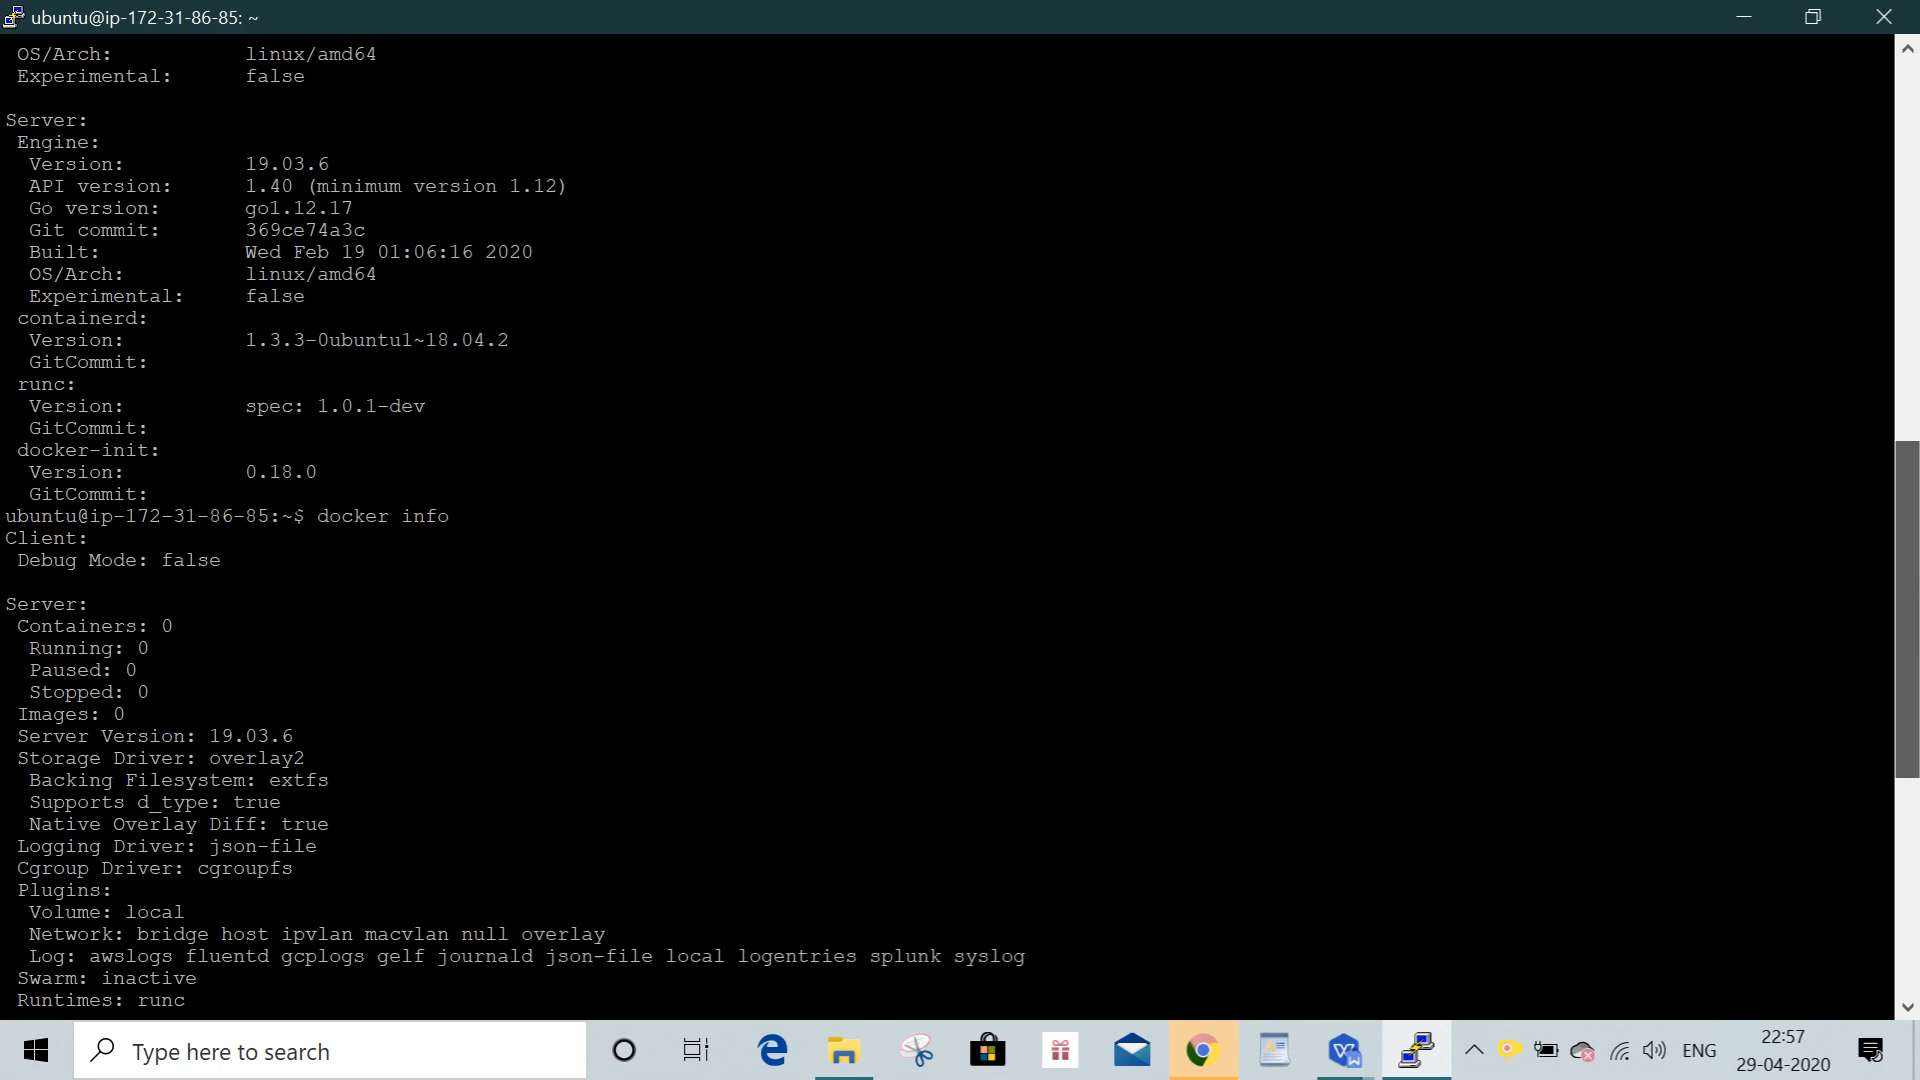 ubuntu@ip-172-31-86-85: ~
OS/Arch: linux/amd64
Experimental: false
Server:
Engine:
Version: 19.03.6
API version: 1.40 (minimum version 1.12)
Go version: go1.12.17
Git commit: 369ce74a3c
Built: Wed Feb 19 01:06:16 2020
OS/Arch: linux/amd64
Experimental: false
containerd:
Version: 1.3.3-0ubuntu1~18.04.2
GitCommit:
runc:
Version: spec: 1.0.1-dev
GitCommit:
docker-init:
Version: 0.18.0
GitCommit:
ubuntu@ip-172-31-86-85:~$ docker info
Client:
Debug Mode: false
Server:
Containers: 0
Running: 0
Paused: 0
Stopped: 0
Images: 0
Server Version: 19.03.6
Storage Driver: overlay2
Backing Filesystem: extfs
Supports d_type: true
Native Overlay Diff: true
Logging Driver: json-file
Cgroup Driver: cgroupfs
Plugins:
Volume: local
Network: bridge host ipvlan macvlan null overlay
Log: awslogs fluentd gcplogs gelf journald json-file local logentries splunk syslog
Swarm: inactive
Runtimes: runc
Type here to search
ENG
22:57
29-04-2020